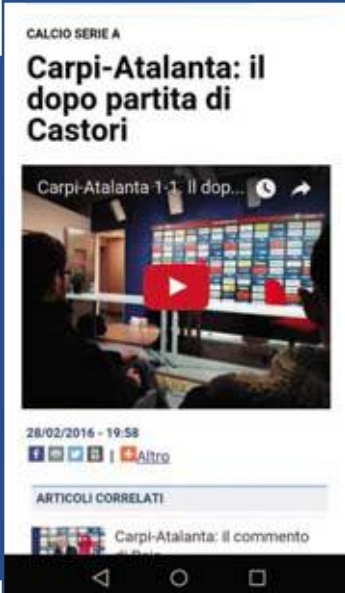 CALCIO SERIE A
Carpi-Atalanta: il
dopo partita di
Castori
Carpi-Atalanta 1-1: Il dop...
28/02/2016 - 19:58
| Altro
ARTICOLI CORRELATI
Carpi-Atalanta: il commento